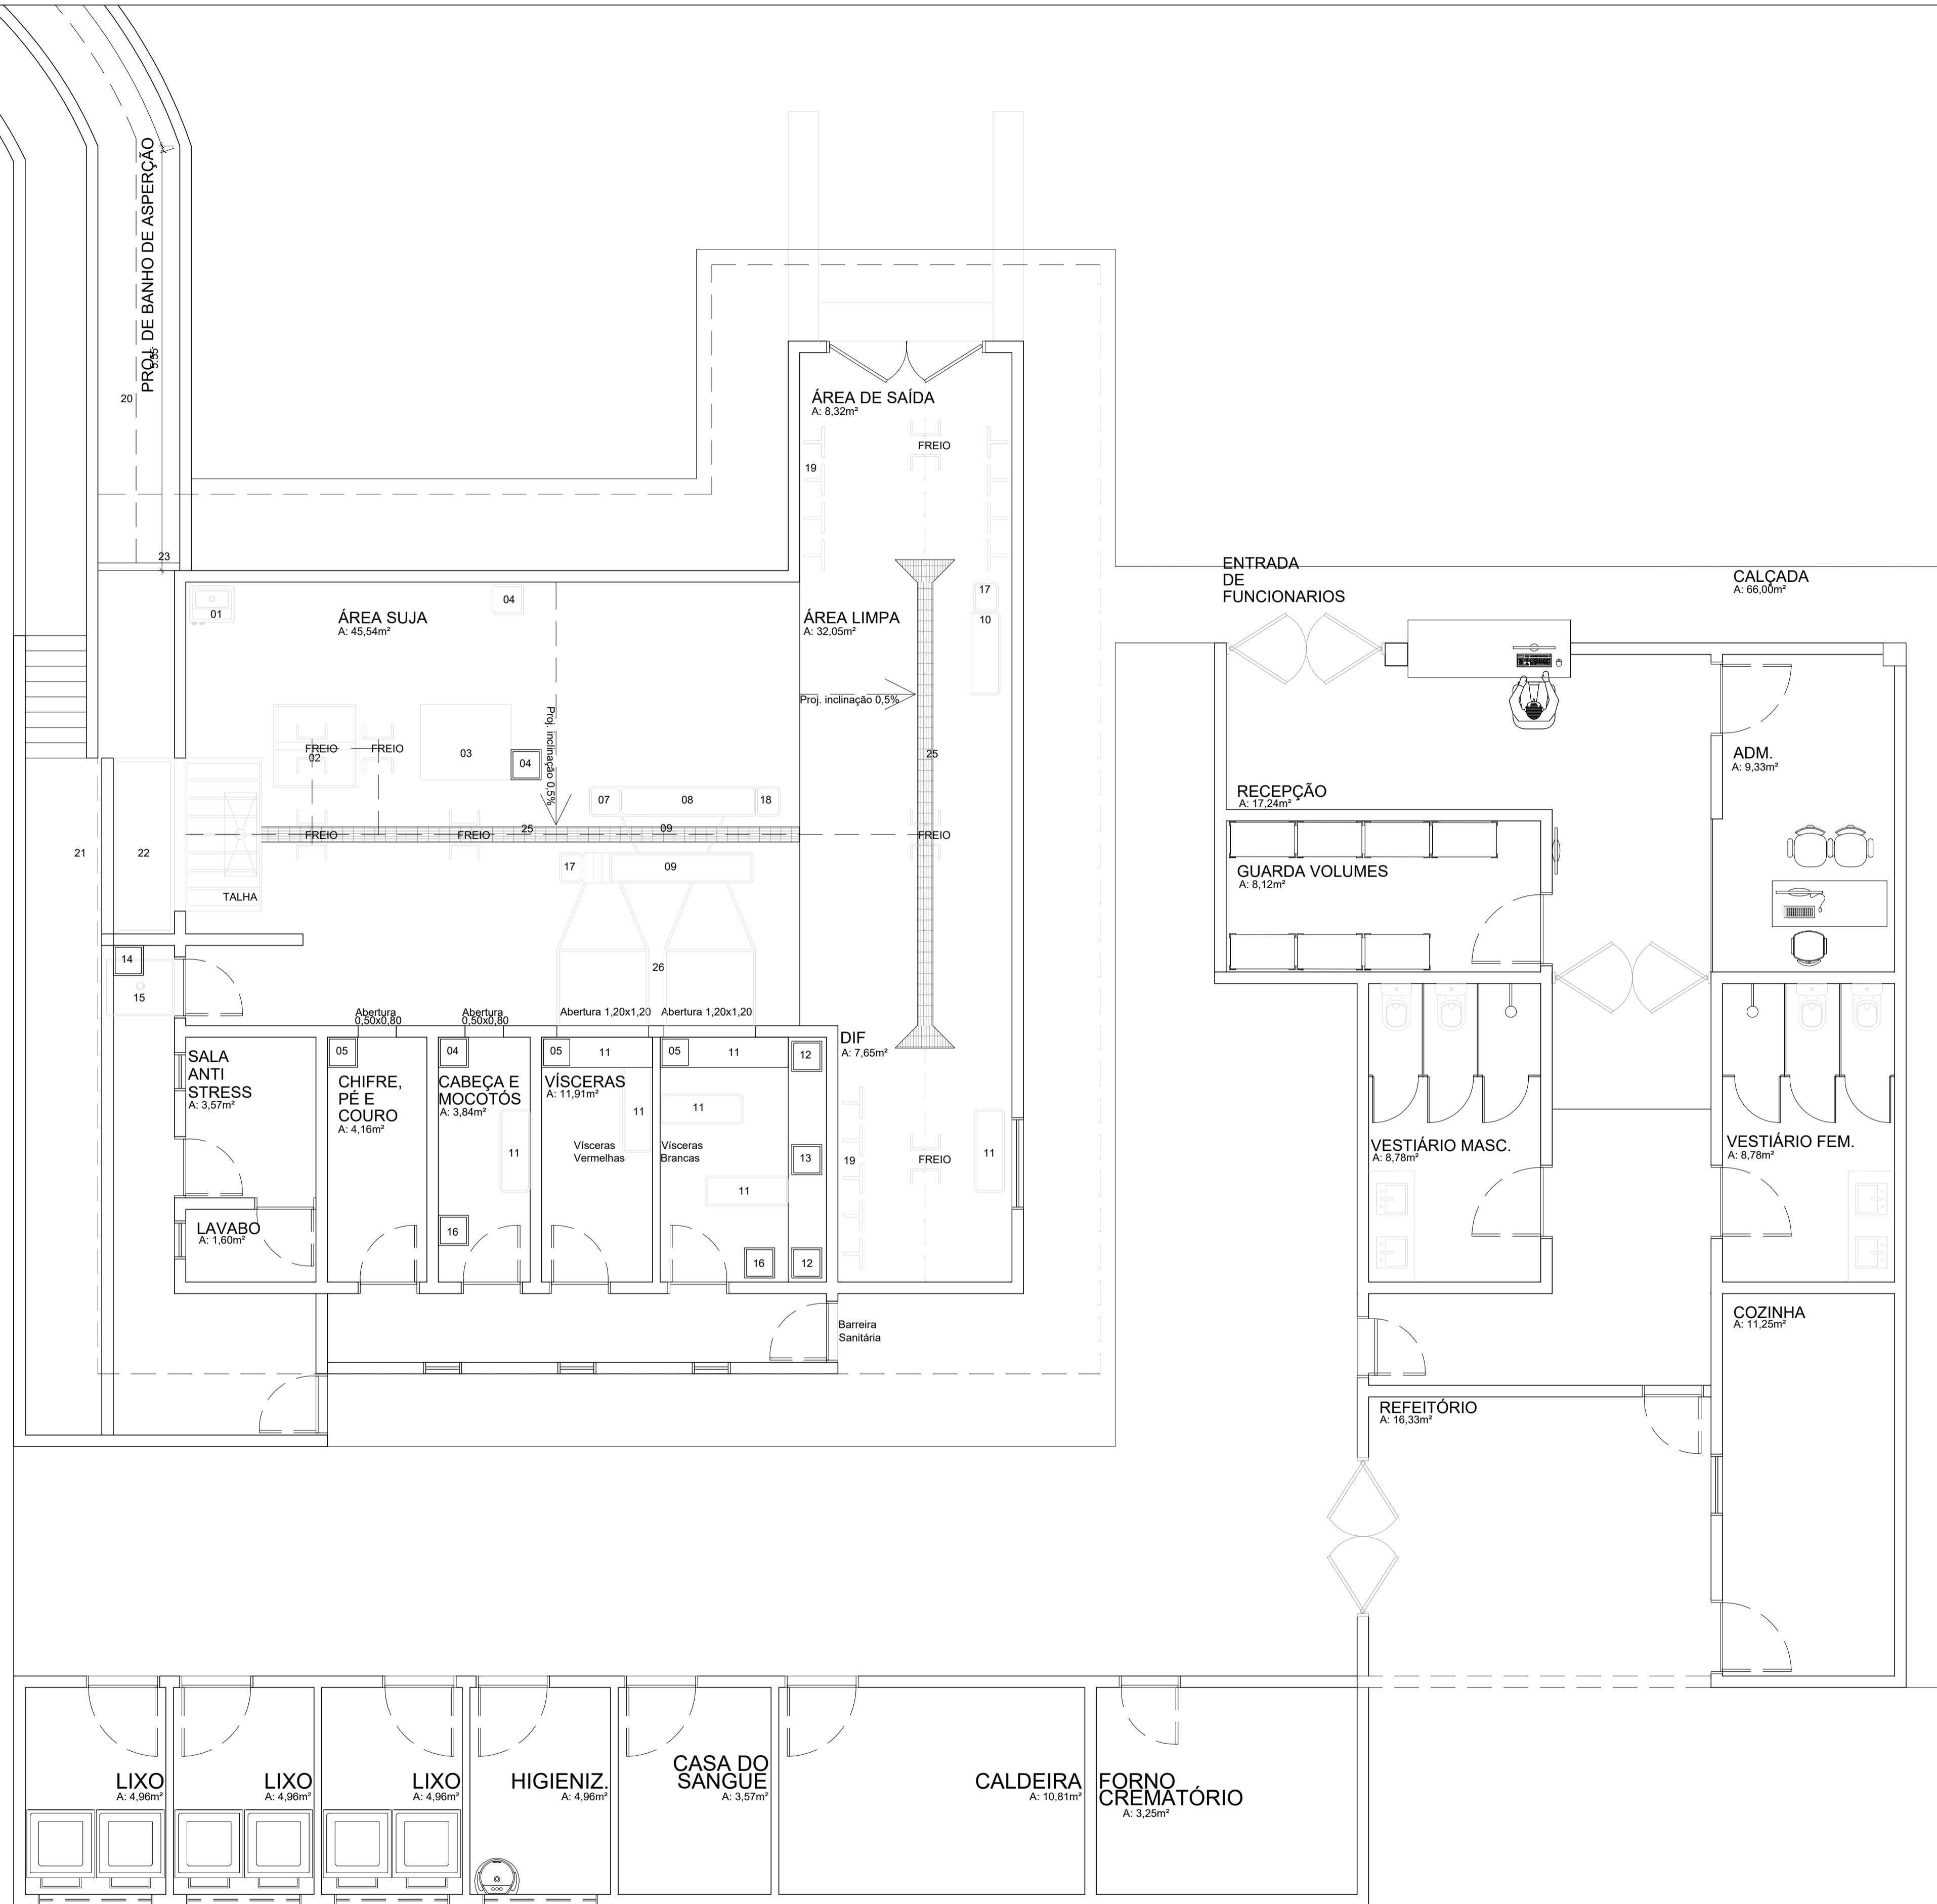 PROJ. DE BANHO DE ASPERÇÃO
20
23
ÁREA DE SAÍDA
A: 8,32m²
FREIO
19
ENTRADA
DE
FUNCIONARIOS
CALÇADA
A: 66,00m²
01
04
ÁREA SUJA
A: 45,54m²
ÁREA LIMPA
A: 32,05m²
17
10
Proj. inclinação 0,5%
Proj. inclinação 0,5%
FREIO
FREIO
02
03
04
25
ADM.
A: 9,33m²
RECEPÇÃO
A: 17,24m²
07
08
18
FREIO
FREIO
25
09
FREIO
21
22
17
09
TALHA
GUARDA VOLUMES
A: 8,12m²
14
15
26
Abertura
0,50x0,80
Abertura
0,50x0,80
Abertura 1,20x1,20
Abertura 1,20x1,20
DIF
A: 7,65m²
SALA
ANTI
STRESS
A: 3,57m²
05
04
05
11
05
11
12
CHIFRE,
PÉ E
COURO
A: 4,16m²
CABEÇA E
MOCOTÓS
A: 3,84m²
VÍSCERAS
A: 11,91m²
11
11
11
Vísceras
Vermelhas
Vísceras
Brancas
13
19
FREIO
11
11
VESTIÁRIO MASC.
A: 8,78m²
VESTIÁRIO FEM.
A: 8,78m²
LAVABO
A: 1,60m²
16
16
12
Barreira
Sanitária
COZINHA
A: 11,25m²
REFEITÓRIO
A: 16,33m²
LIXO
A: 4,96m²
LIXO
A: 4,96m²
LIXO
A: 4,96m²
HIGIENIZ.
A: 4,96m²
CASA DO
SANGUE
A: 3,57m²
CALDEIRA
A: 10,81m²
FORNO
CREMATÓRIO
A: 3,25m²